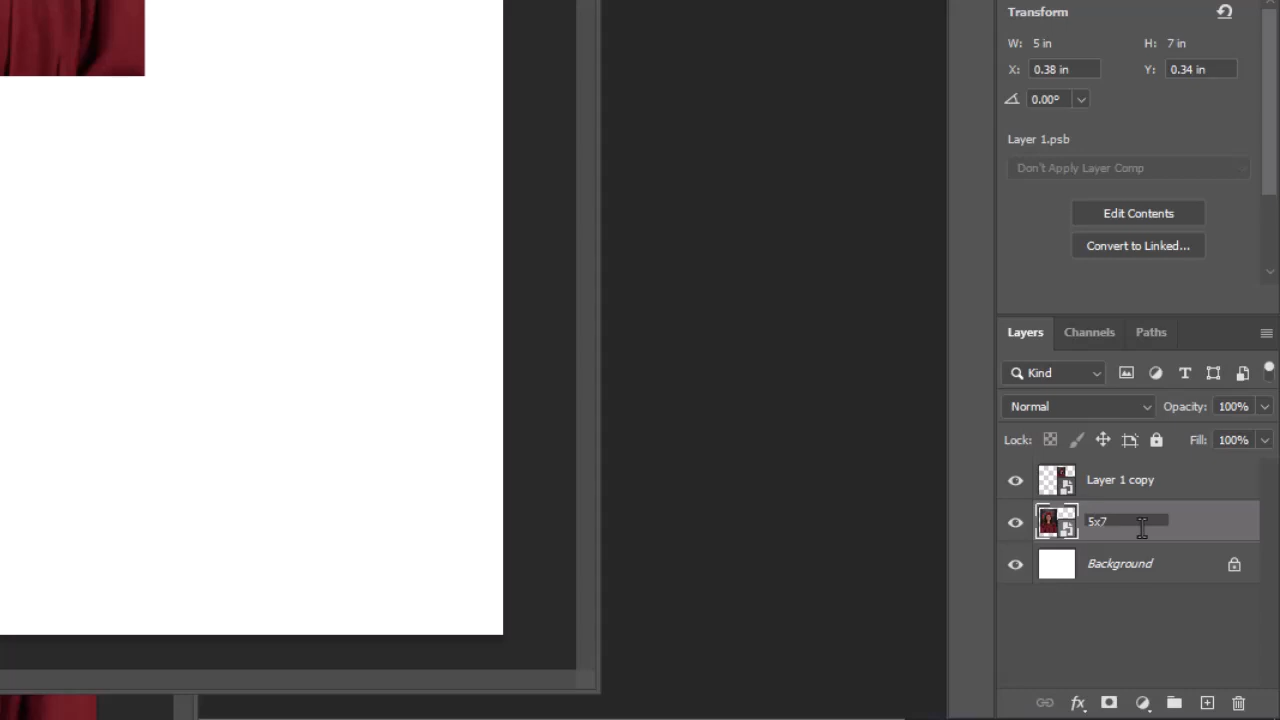 Transform
W: 5 in H: 7 in
X: 0.38 in Y: 0.34 in
0.00°
Layer 1.psb
Don't Apply Layer Comp
Edit Contents
Convert to Linked...
Layers Channels Paths
Kind
Normal Opacity: 100%
Lock: Fill: 100%
Layer 1 copy
5x7
Background